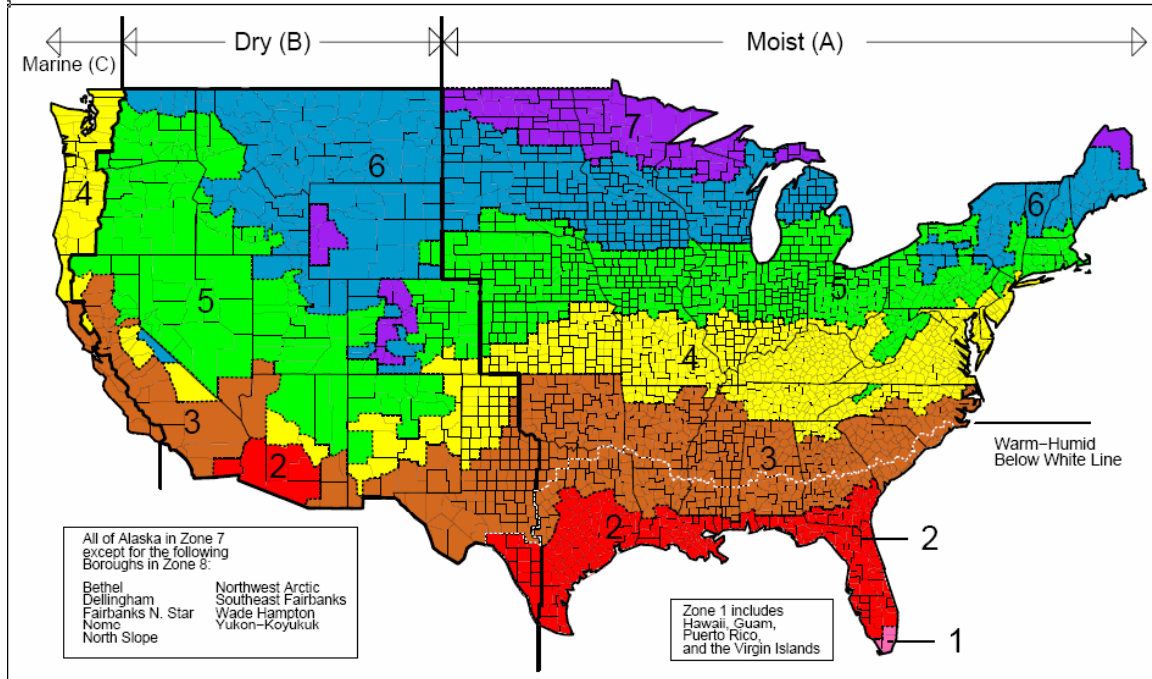 Dry (B)
Moist (A)
Marine (C)
7
6
4
6
5
5
4
3
3
2
2
Warm-Humid
Below White Line
2
1
All of Alaska in Zone 7
except for the following
Boroughs in Zone 8:
Bethel
Dellingham
Fairbanks N. Star
Nome
North Slope
Northwest Arctic
Southeast Fairbanks
Wade Hampton
Yukon-Koyukuk
Zone 1 includes
Hawaii, Guam,
Puerto Rico,
and the Virgin Islands